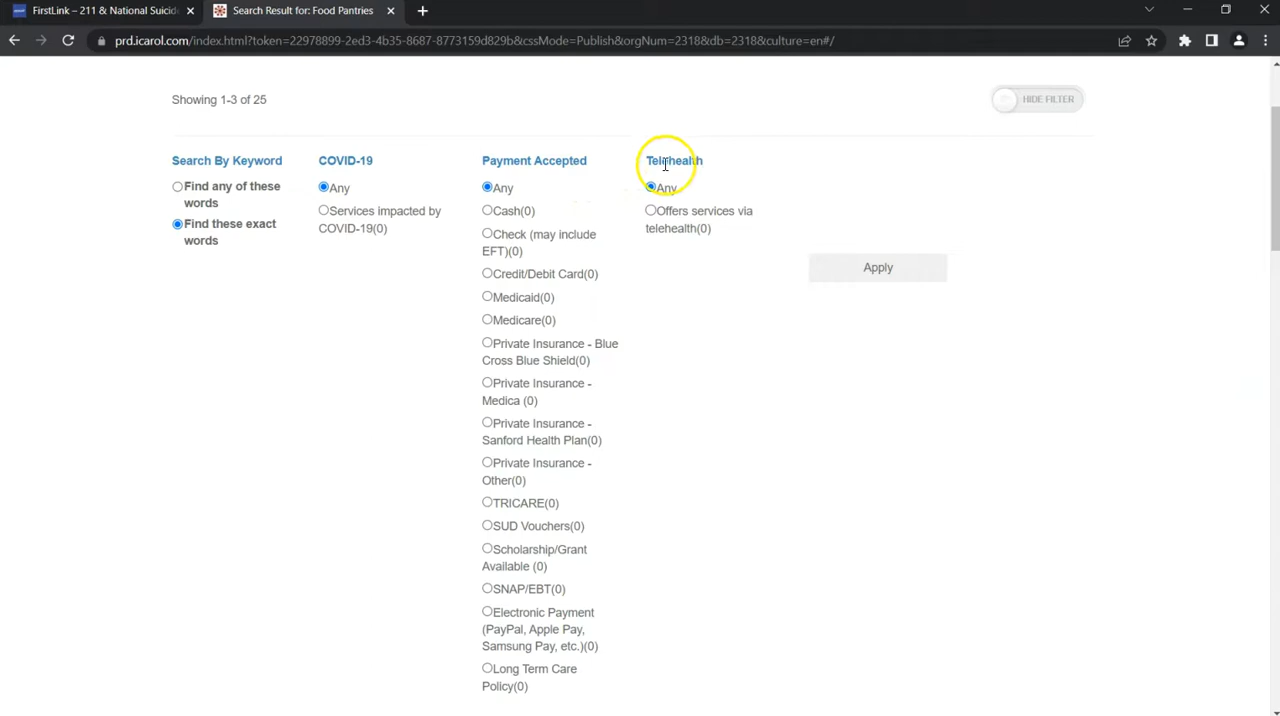 FirstLink – 211 & National Suicid
Search Result for: Food Pantries
prd.icarol.com/index.html?token=22978899-2ed3-4b35-8687-8773159d829b&cssMode=Publish&orgNum=2318&db=2318&culture=en#/
Showing 1-3 of 25
HIDE FILTER
Search By Keyword
Find any of these
words
Find these exact
words
COVID-19
Any
Services impacted by
COVID-19(0)
Payment Accepted
Any
Cash(0)
Check (may include
EFT)(0)
Credit/Debit Card(0)
Medicaid(0)
Medicare(0)
Private Insurance - Blue
Cross Blue Shield(0)
Private Insurance -
Medica (0)
Private Insurance -
Sanford Health Plan(0)
Private Insurance -
Other(0)
TRICARE(0)
SUD Vouchers(0)
Scholarship/Grant
Available (0)
SNAP/EBT(0)
Electronic Payment
(PayPal, Apple Pay,
Samsung Pay, etc.)(0)
Long Term Care
Policy(0)
Telehealth
Any
Offers services via
telehealth(0)
Apply